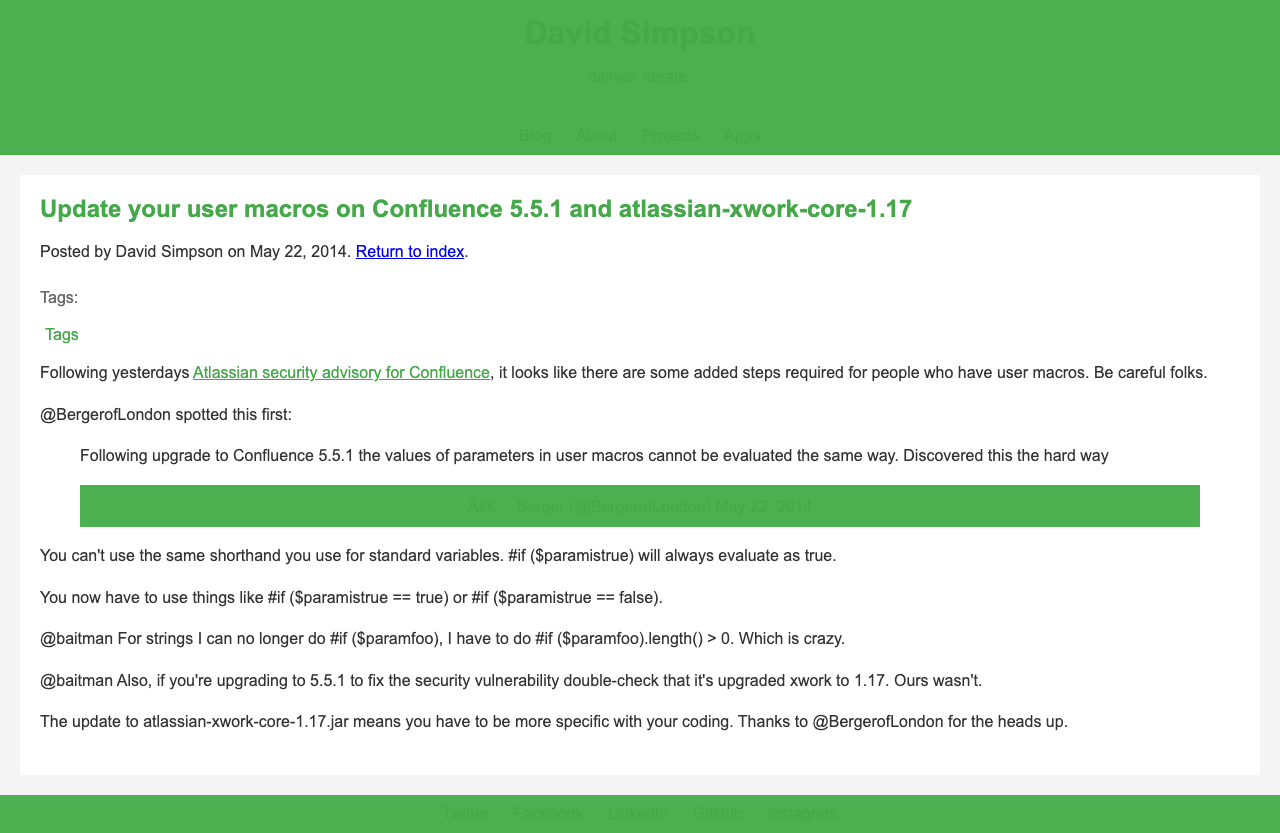 David Simpson
deliver. iterate.
Blog About Projects Apps
Update your user macros on Confluence 5.5.1 and atlassian-xwork-core-1.17
Posted by David Simpson on May 22, 2014. Return to index.
Tags:
Tags
Following yesterdays Atlassian security advisory for Confluence, it looks like there are some added steps required for people who have user macros. Be careful folks.
@BergerofLondon spotted this first:
Following upgrade to Confluence 5.5.1 the values of parameters in user macros cannot be evaluated the same way. Discovered this the hard way
Berger (@BergerofLondon) May 22, 2014
You can't use the same shorthand you use for standard variables. #if ($paramistrue) will always evaluate as true.
You now have to use things like #if ($paramistrue == true) or #if ($paramistrue == false).
@baitman For strings I can no longer do #if ($paramfoo), I have to do #if ($paramfoo).length() > 0. Which is crazy.
@baitman Also, if you're upgrading to 5.5.1 to fix the security vulnerability double-check that it's upgraded xwork to 1.17. Ours wasn't.
The update to atlassian-xwork-core-1.17.jar means you have to be more specific with your coding. Thanks to @BergerofLondon for the heads up.
Twitter Facebook LinkedIn GitHub Instagram